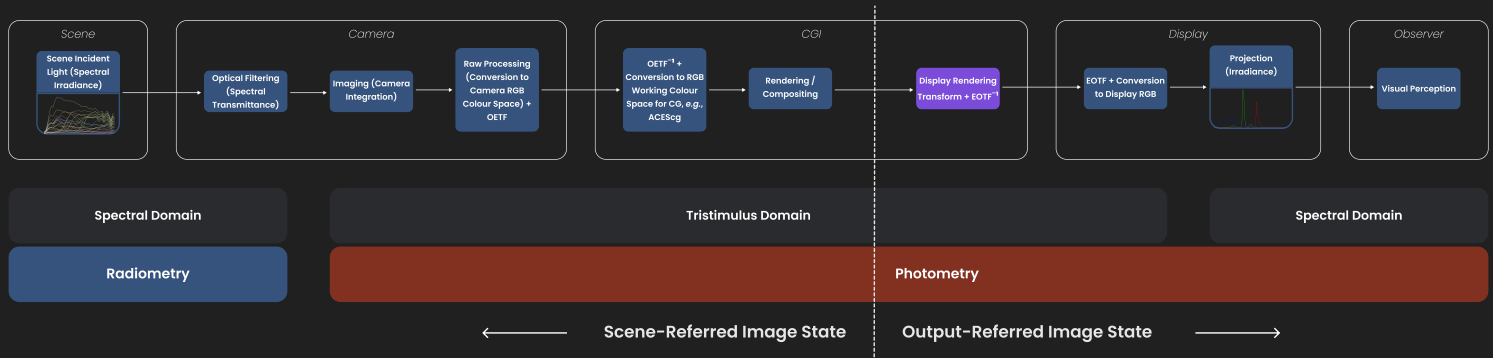 Scene
Camera
CGI
Display
Observer
Scene Incident
Light (Spectral
Irradiance)
Optical Filtering
(Spectral
Transmittance)
Imaging (Camera
Integration)
Raw Processing
(Conversion to
Camera RGB
Colour Space) +
OETF
OETF⁻¹ +
Conversion to RGB
Working Colour
Space for CG, e.g.,
ACEScg
Rendering /
Compositing
Display Rendering
Transform + EOTF⁻¹
EOTF + Conversion
to Display RGB
Projection
(Irradiance)
Visual Perception
Spectral Domain
Tristimulus Domain
Spectral Domain
Radiometry
Photometry
Scene-Referred Image State
Output-Referred Image State